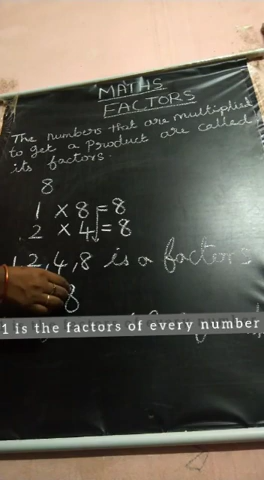 MATHS
FACTORS
The numbers that are multiplied
to get a Product are called
its factors.
8
1 × 8 = 8
2 × 4 = 8
1, 2, 4, 8 is a factors
8
1 is the factors of every number